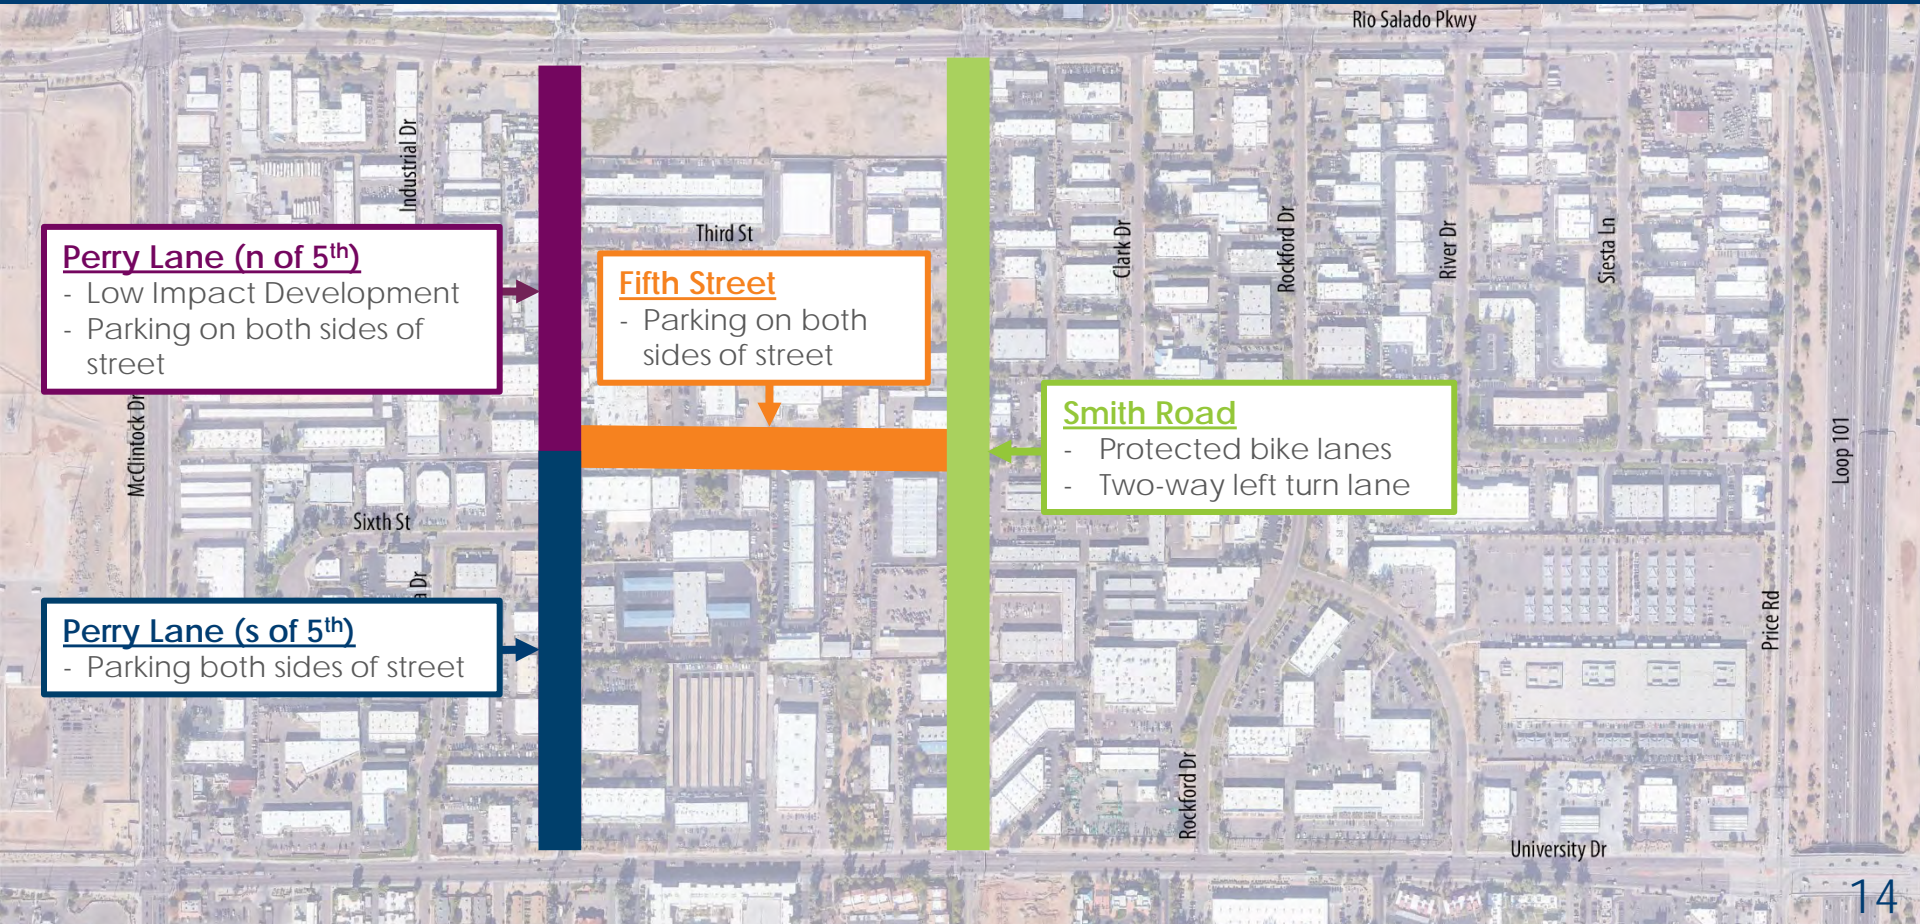 Rio Salado Pkwy
Industrial Dr
Third St
Clark Dr
Rockford Dr
River Dr
Siesta Ln
Perry Lane (n of 5th)
- Low Impact Development
- Parking on both sides of
street
Fifth Street
- Parking on both
sides of street
Smith Road
- Protected bike lanes
- Two-way left turn lane
McClintock Dr
Loop 101
Sixth St
Dr
Perry Lane (s of 5th)
- Parking both sides of street
Price Rd
Rockford Dr
University Dr
14